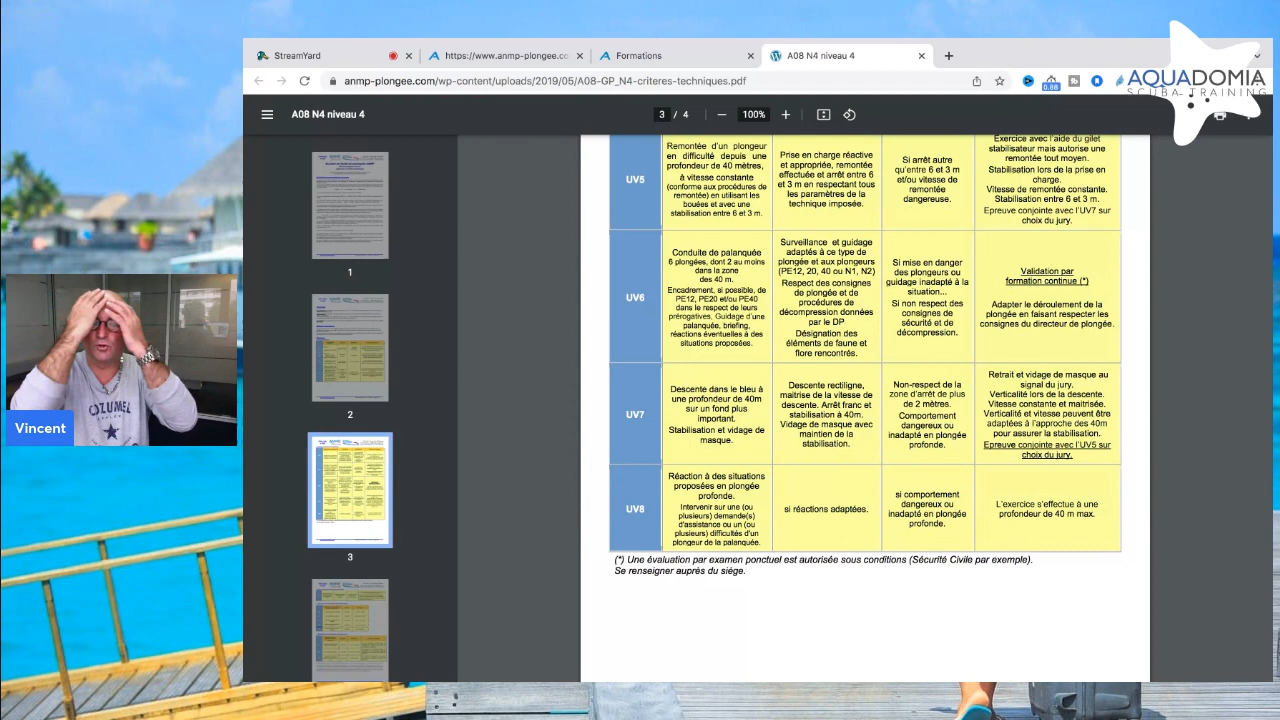 StreamYard
https://www.anmp-plongee.cc
Formations
A08 N4 niveau 4
anmp-plongee.com/wp-content/uploads/2019/05/A08-GP_N4-criteres-techniques.pdf
0.88
AQUADOMIA
SCUBA TRAINING
A08 N4 niveau 4
3 / 4
100%
1
2
3
Vincent
UV5
Remontée d'un plongeur
en difficulté depuis une
profondeur de 40 mètres,
à vitesse constante
(conforme aux procédures de
remontée) en utilisant les
bouées et avec une
stabilisation entre 6 et 3 m.
Prise en charge réactive
et appropriée, remontée
effectuée et arrêt entre 6
et 3 m en respectant tous
les paramètres de la
technique imposée.
Si arrêt autre
qu'entre 6 et 3 m
et/ou vitesse de
remontée
dangereuse.
Exercice avec l'aide du gilet
stabilisateur mais autorise une
remontée tout moyen.
Stabilisation lors de la prise en
charge.
Vitesse de remontée constante.
Stabilisation entre 6 et 3 m.
Epreuve conjointe avec l'UV7 sur
choix du jury.
UV6
Conduite de palanquée
6 plongées, dont 2 au moins
dans la zone
des 40 m.
Encadrement, si possible, de
PE12, PE20 et/ou PE40
dans le respect de leurs
prérogatives, Guidage d'une
palanquée, briefing,
réactions éventuelles à des
situations proposées.
Surveillance et guidage
adaptés à ce type de
plongée et aux plongeurs
(PE12, 20, 40 ou N1, N2)
Respect des consignes
de plongée et de
procédures de
décompression données
par le DP
Désignation des
éléments de faune et
flore rencontrés.
Si mise en danger
des plongeurs ou
guidage inadapté à la
situation...
Si non respect des
consignes de
sécurité et de
décompression.
Validation par
formation continue (*)
Adapter le déroulement de la
plongée en faisant respecter les
consignes du directeur de plongée.
UV7
Descente dans le bleu à
une profondeur de 40m
sur un fond plus
important.
Stabilisation et vidage de
masque.
Descente rectiligne,
maitrise de la vitesse de
descente. Arrêt franc et
stabilisation à 40m.
Vidage de masque avec
maintien de la
stabilisation.
Non-respect de la
zone d'arrêt de plus
de 2 mètres.
Comportement
dangereux ou
inadapté en plongée
profonde.
Retrait et vidage de masque au
signal du jury.
Verticalité lors de la descente.
Vitesse constante et maitrisée.
Verticalité et vitesse peuvent être
adaptées à l'approche des 40m
pour assurer la stabilisation.
Epreuve conjointe avec l'UV5 sur
choix du jury.
UV8
Réaction à des situations
proposées en plongée
profonde.
Intervenir sur une (ou
plusieurs) demande(s)
d'assistance ou un (ou
plusieurs) difficultés d'un
plongeur de la palanquée.
si réactions adaptées.
si comportement
dangereux ou
inadapté en plongée
profonde.
L'exercice s'effectue à une
profondeur de 40 m max.
(*) Une évaluation par examen ponctuel est autorisée sous conditions (Sécurité Civile par exemple).
Se renseigner auprès du siège.